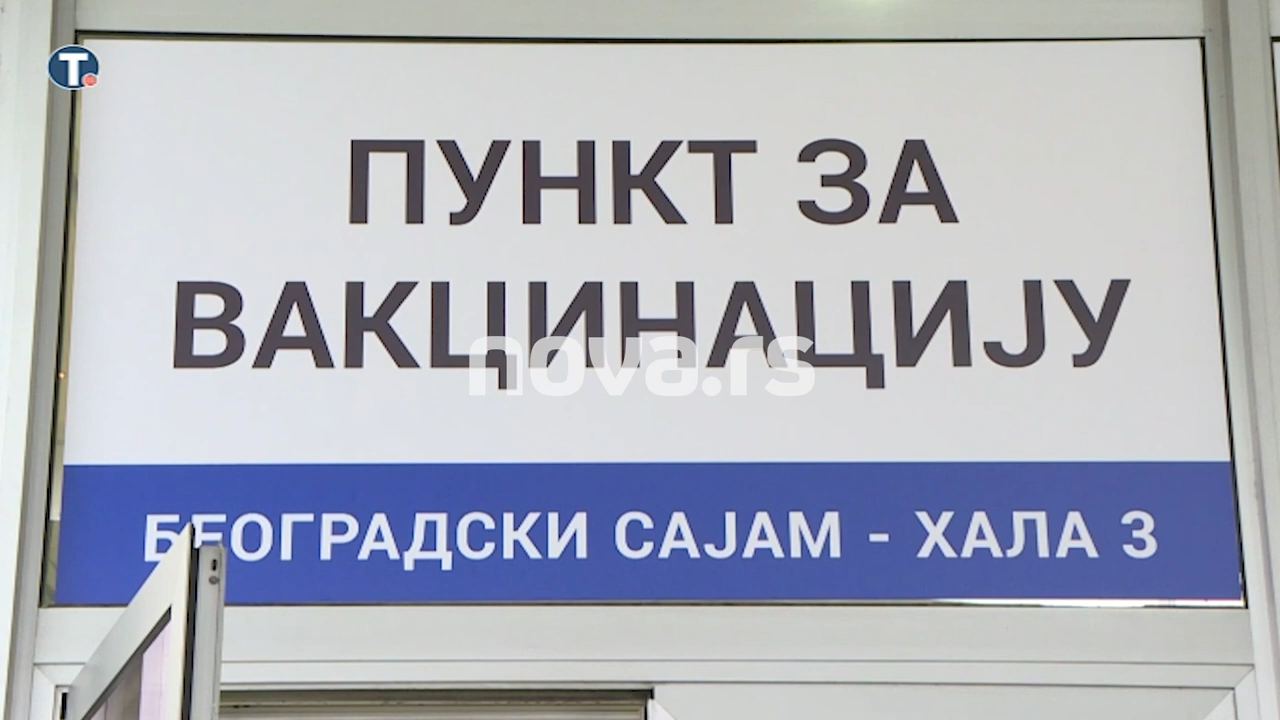 Т.
ПУНКТ ЗА
ВАКЦИНАЦИЈУ
nova.rs
БЕОГРАДСКИ САЈАМ - ХАЛА 3